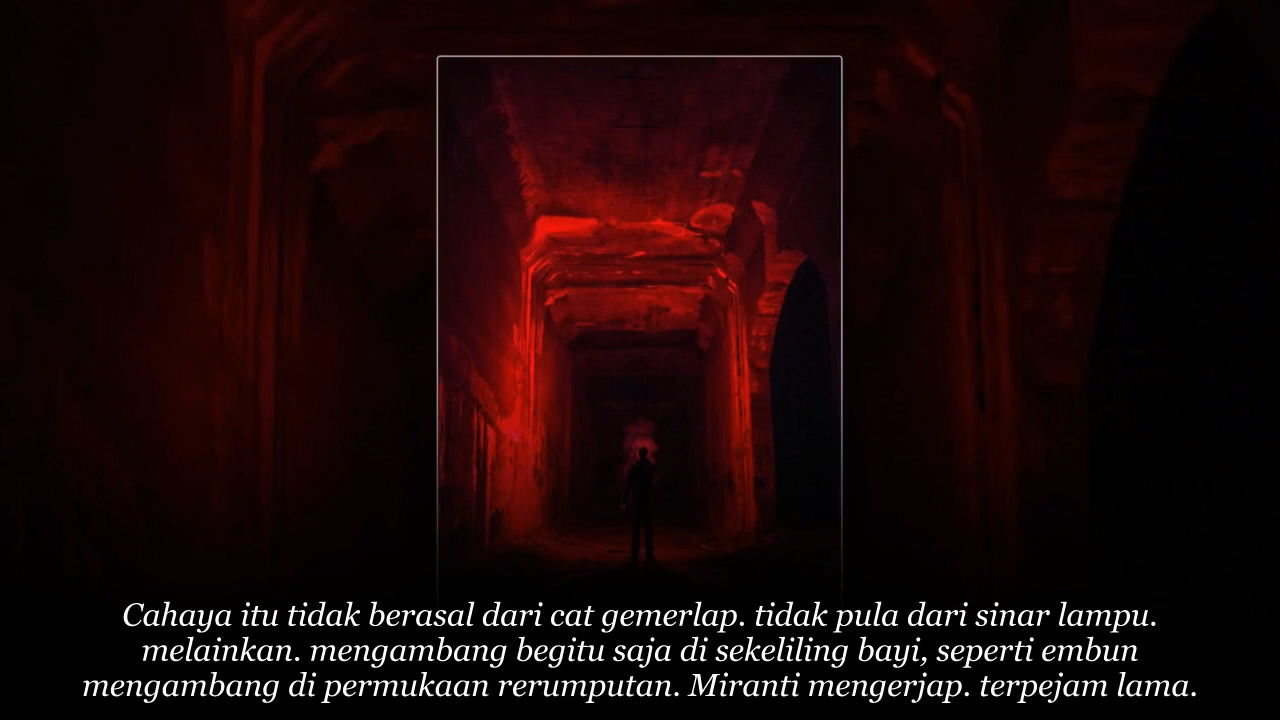 Cahaya itu tidak berasal dari cat gemerlap. tidak pula dari sinar lampu.
melainkan. mengambang begitu saja di sekeliling bayi, seperti embun
mengambang di permukaan rerumputan. Miranti mengerjap. terpejam lama.